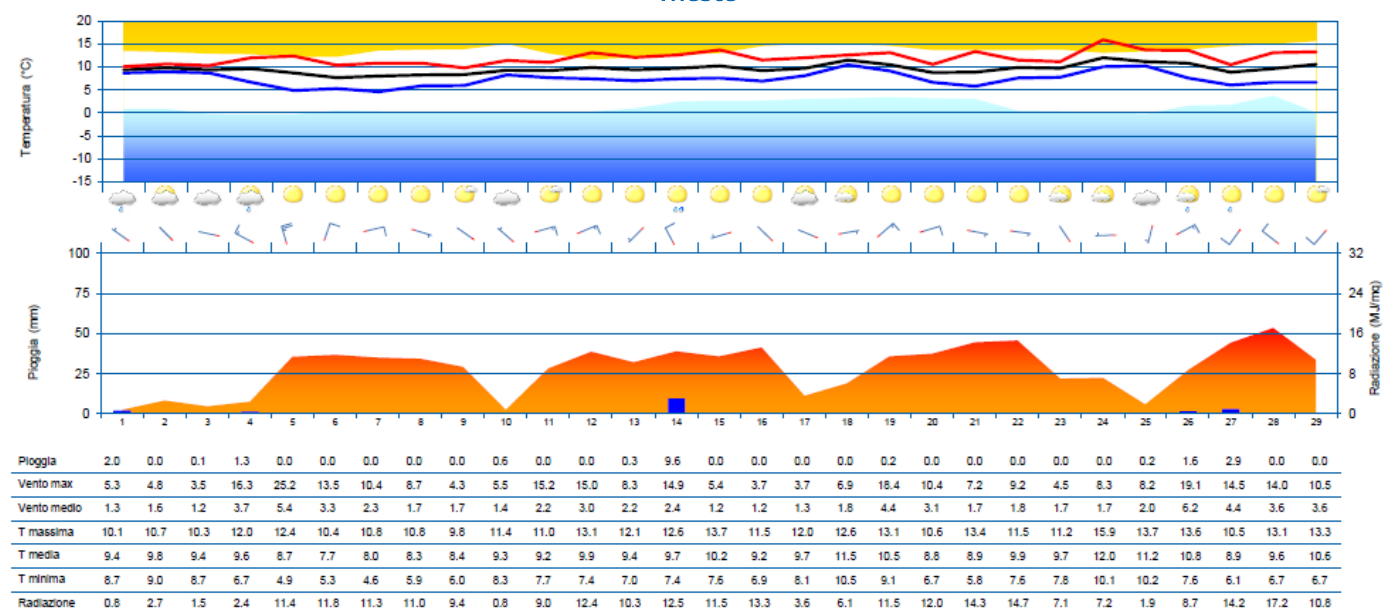 20
15
10
5
0
-5
-10
-15
Temperatura (°C)
100
75
50
25
0
Pioggia (mm)
32
24
16
8
0
Radiazione (MJ/mq)
1 2 3 4 5 6 7 8 9 10 11 12 13 14 15 16 17 18 19 20 21 22 23 24 25 26 27 28 29
Pioggia 2.0 0.0 0.1 1.3 0.0 0.0 0.0 0.0 0.0 0.6 0.0 0.0 0.3 9.6 0.0 0.0 0.0 0.0 0.2 0.0 0.0 0.0 0.0 0.0 0.2 1.6 2.9 0.0 0.0
Vento max 5.3 4.8 3.5 16.3 25.2 13.5 10.4 8.7 4.3 5.5 15.2 15.0 8.3 14.9 5.4 3.7 3.7 6.9 18.4 10.4 7.2 9.2 4.5 8.3 8.2 19.1 14.5 14.0 10.5
Vento medio 1.3 1.6 1.2 3.7 5.4 3.3 2.3 1.7 1.7 1.4 2.2 3.0 2.2 2.4 1.2 1.2 1.3 1.8 4.4 3.1 1.7 1.8 1.7 1.7 2.0 6.2 4.4 3.6 3.6
T massima 10.1 10.7 10.3 12.0 12.4 10.4 10.8 10.8 9.8 11.4 11.0 13.1 12.1 12.6 13.7 11.5 12.0 12.6 13.1 10.6 13.4 11.5 11.2 15.9 13.7 13.6 10.5 13.1 13.3
T media 9.4 9.8 9.4 9.6 8.7 7.7 8.0 8.3 8.4 9.3 9.2 9.9 9.4 9.7 10.2 9.2 9.7 11.5 10.5 8.8 8.9 9.9 9.7 12.0 11.2 10.8 8.9 9.6 10.6
T minima 8.7 9.0 8.7 6.7 4.9 5.3 4.6 5.9 6.0 8.3 7.7 7.4 7.0 7.4 7.6 6.9 8.1 10.5 9.1 6.7 5.8 7.6 7.8 10.1 10.2 7.6 6.1 6.7 6.7
Radiazione 0.8 2.7 1.5 2.4 11.4 11.8 11.3 11.0 9.4 0.8 9.0 12.4 10.3 12.5 11.5 13.3 3.6 6.1 11.5 12.0 14.3 14.7 7.1 7.2 1.9 8.7 14.2 17.2 10.8